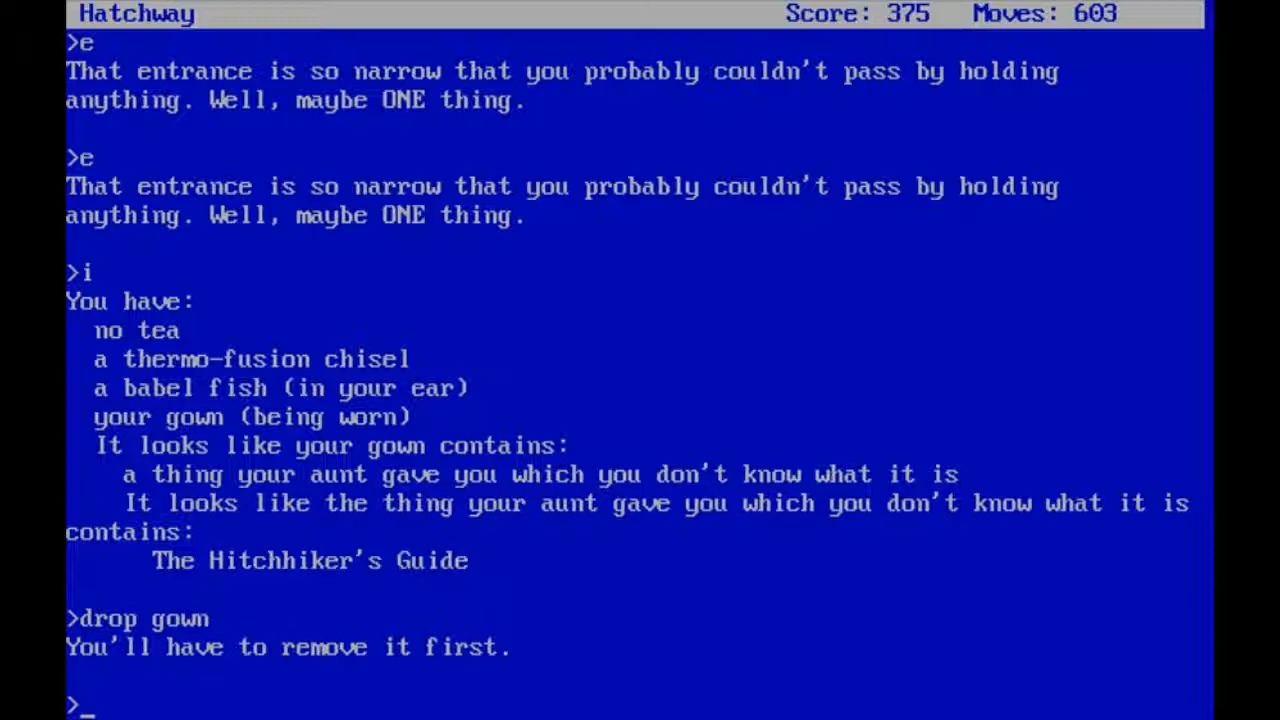 Hatchway Score: 375 Moves: 603
>e
That entrance is so narrow that you probably couldn't pass by holding
anything. Well, maybe ONE thing.
>e
That entrance is so narrow that you probably couldn't pass by holding
anything. Well, maybe ONE thing.
>i
You have:
no tea
a thermo-fusion chisel
a babel fish (in your ear)
your gown (being worn)
It looks like your gown contains:
a thing your aunt gave you which you don't know what it is
It looks like the thing your aunt gave you which you don't know what it is
contains:
The Hitchhiker's Guide
>drop gown
You'll have to remove it first.
>_